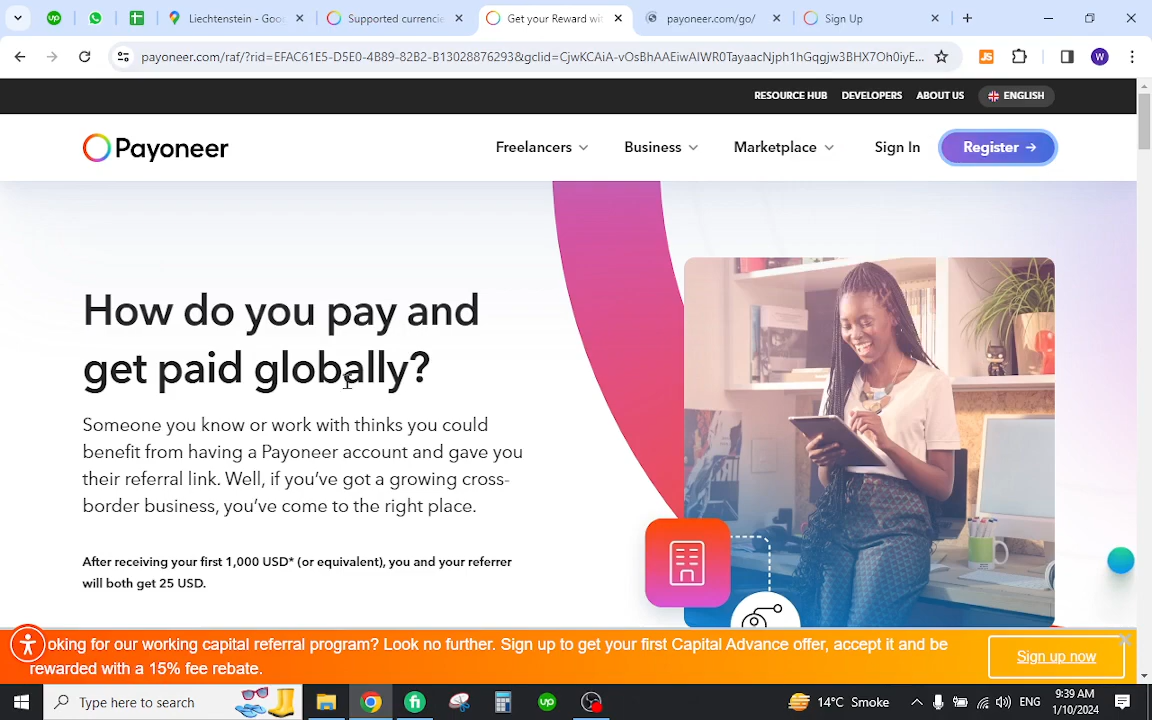 Liechtenstein - Goo
Supported currencie
Get your Reward wit
payoneer.com/go/
Sign Up
payoneer.com/raf/?rid=EFAC61E5-D5E0-4B89-82B2-B13028876293&gclid=CjwKCAiA-vOsBhAAEiwAIWR0TayaacNjph1hGqgjw3BHX7Oh0iyE...
JS
W
RESOURCE HUB
DEVELOPERS
ABOUT US
ENGLISH
Payoneer
Freelancers
Business
Marketplace
Sign In
Register →
How do you pay and
get paid globally?
Someone you know or work with thinks you could
benefit from having a Payoneer account and gave you
their referral link. Well, if you've got a growing cross-
border business, you've come to the right place.
After receiving your first 1,000 USD* (or equivalent), you and your referrer
will both get 25 USD.
oking for our working capital referral program? Look no further. Sign up to get your first Capital Advance offer, accept it and be
rewarded with a 15% fee rebate.
Sign up now
Type here to search
fi
up
14°C Smoke
ENG
9:39 AM
1/10/2024